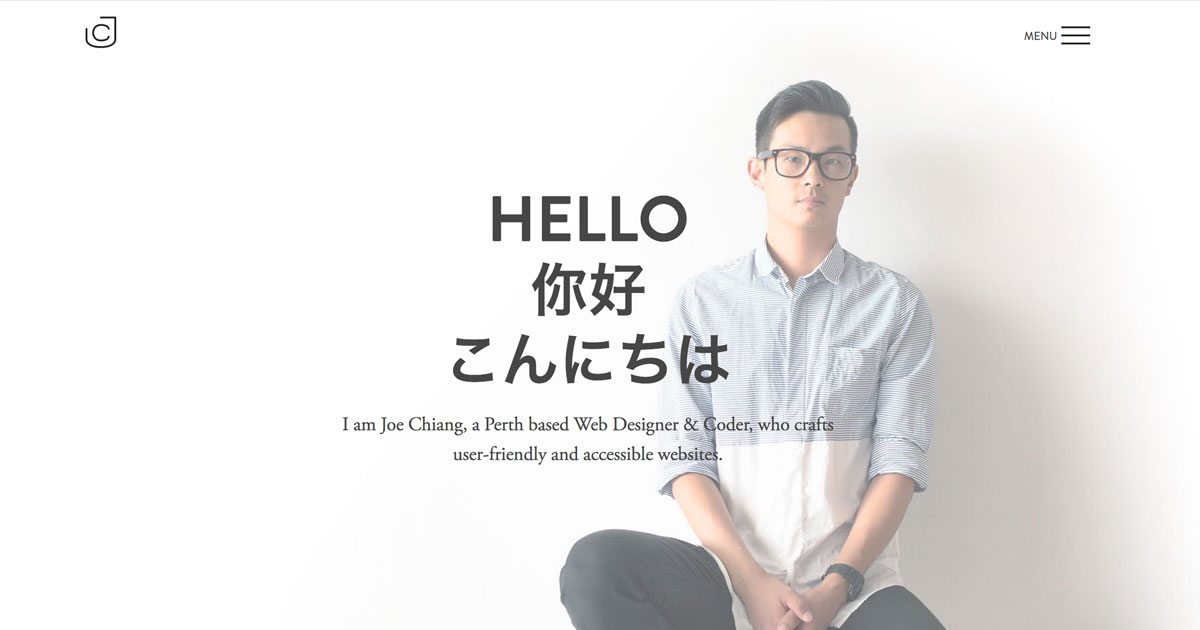 MENU
HELLO
你好
こんにちは
I am Joe Chiang, a Perth based Web Designer & Coder, who crafts
user-friendly and accessible websites.